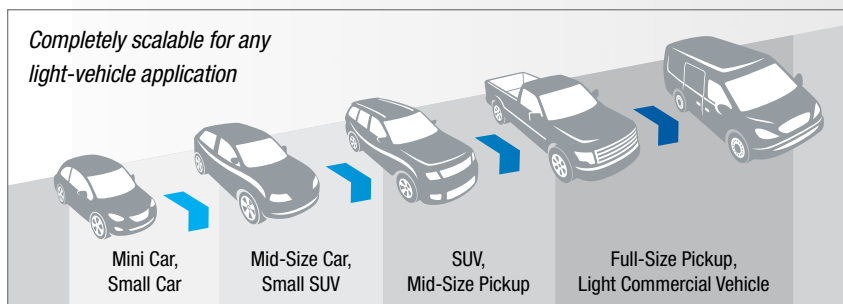 Completely scalable for any
light-vehicle application
Mini Car,
Small Car
Mid-Size Car,
Small SUV
SUV,
Mid-Size Pickup
Full-Size Pickup,
Light Commercial Vehicle